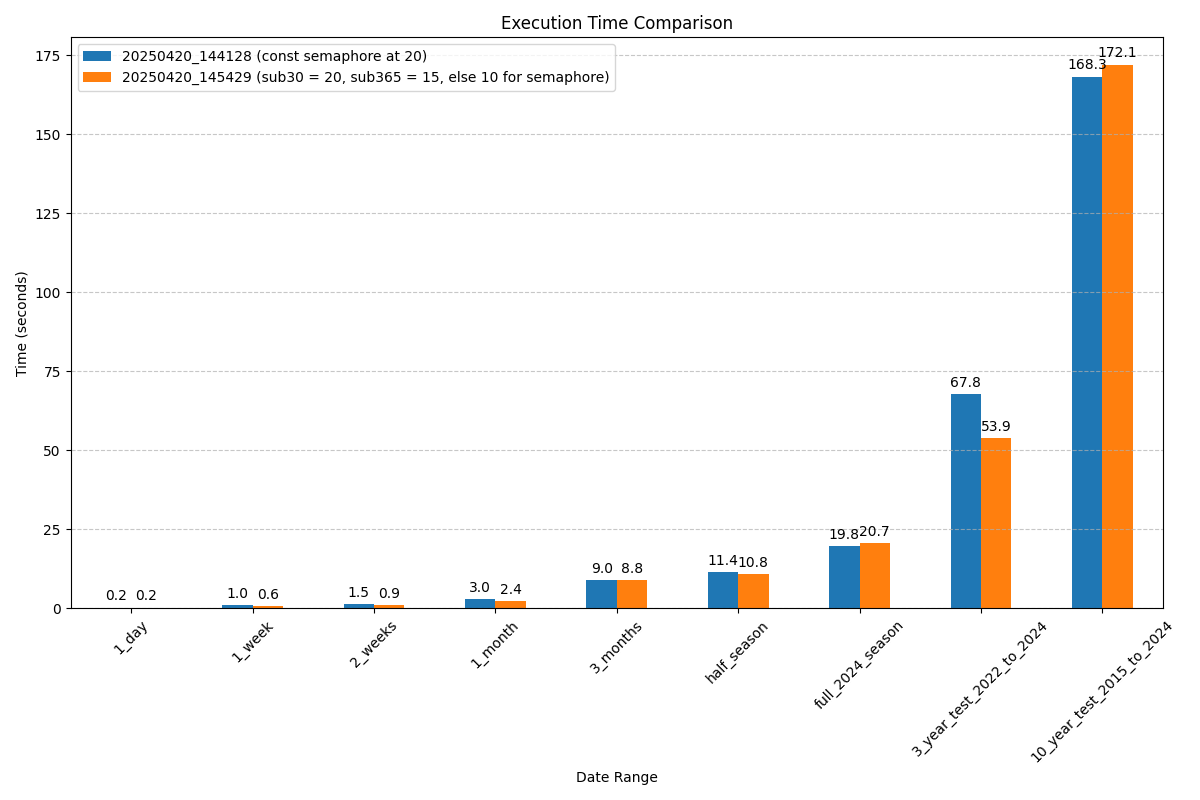 Execution Time Comparison
20250420_144128 (const semaphore at 20)
20250420_145429 (sub30 = 20, sub365 = 15, else 10 for semaphore)
Time (seconds)
175
150
125
100
75
50
25
0
0.2 0.2
1.0 0.6
1.5 0.9
3.0 2.4
9.0 8.8
11.4 10.8
19.8 20.7
67.8 53.9
168.3 172.1
1_day
1_week
2_weeks
1_month
3_months
half_season
full_2024_season
3_year_test_2022_to_2024
10_year_test_2015_to_2024
Date Range